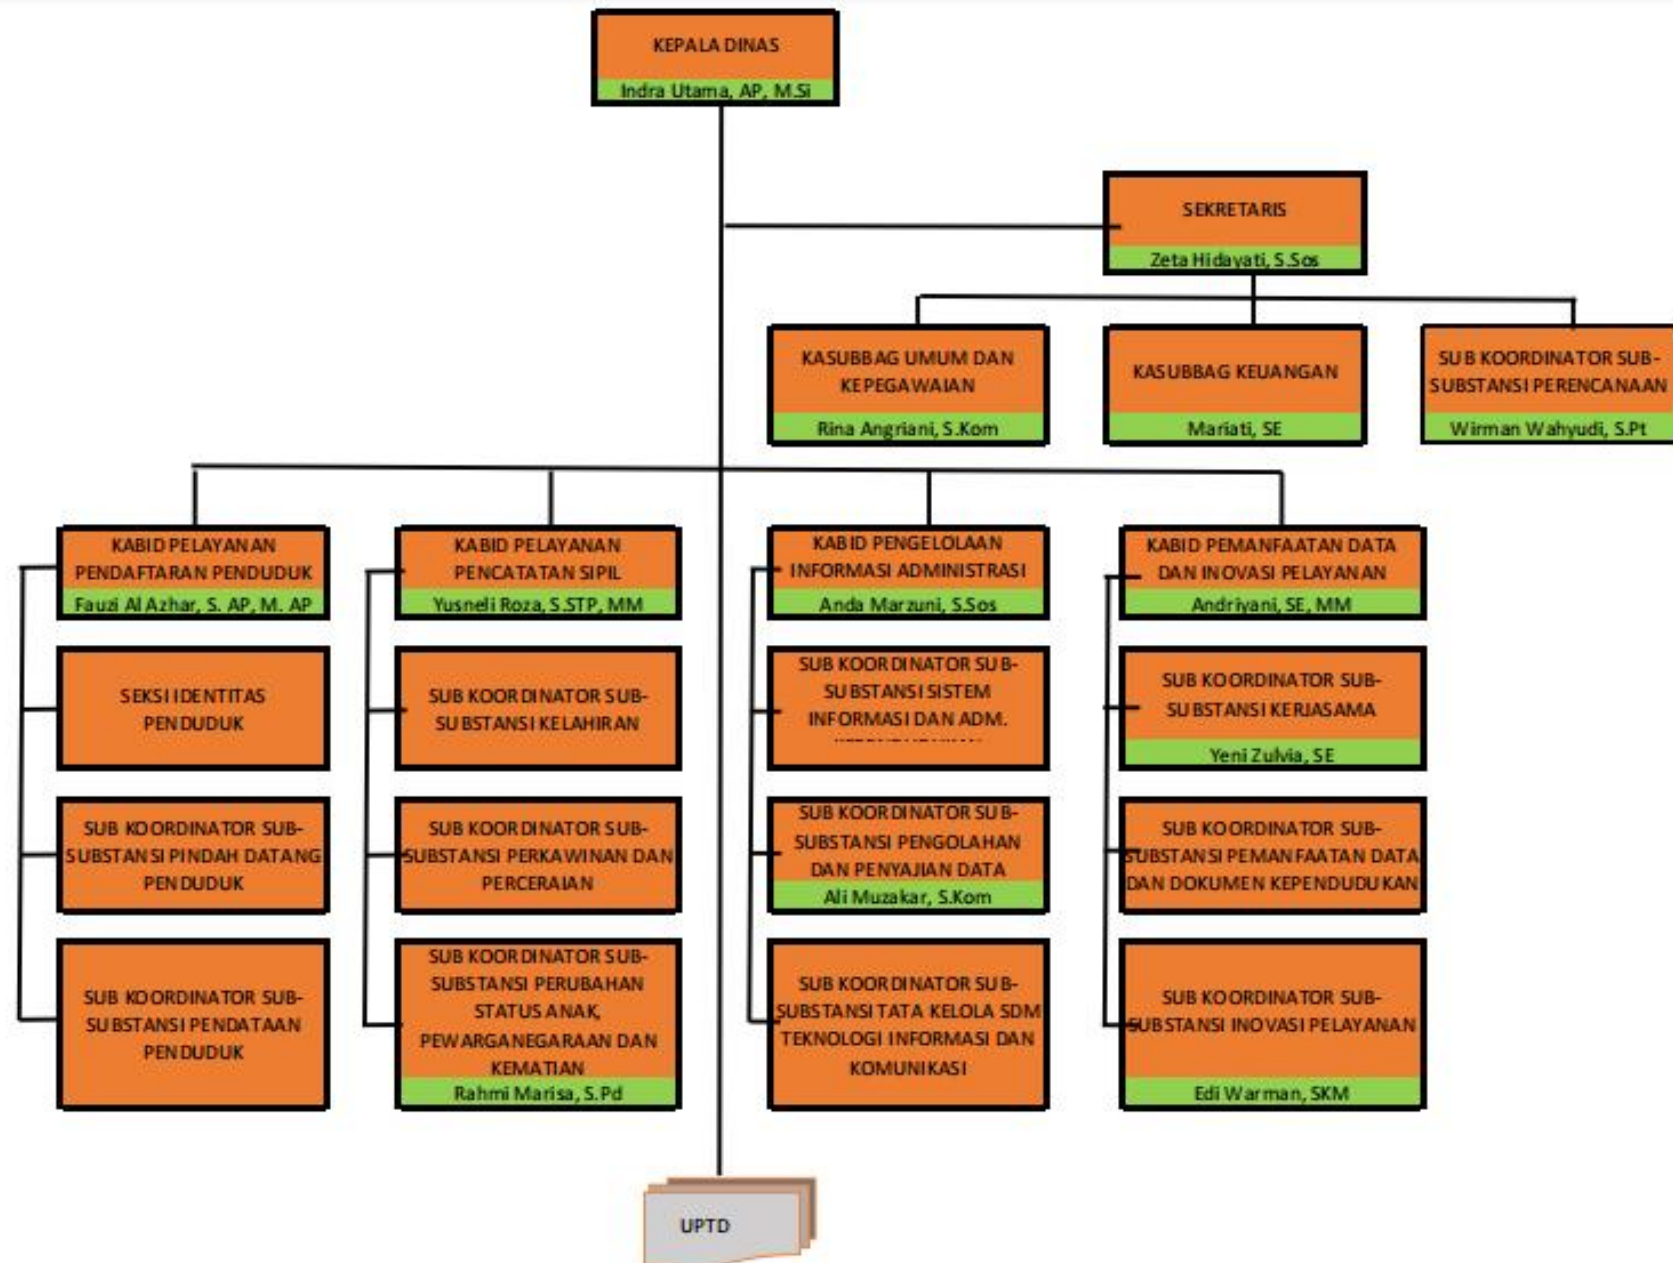 KEPALA DINAS
Indra Utama, AP, M.Si
SEKRETARIS
Zeta Hidayati, S.Sos
KASUBBAG UMUM DAN
KEPEGAWAIAN
Rina Angriani, S.Kom
KASUBBAG KEUANGAN
Mariati, SE
SUB KOORDINATOR SUB-
SUBSTANSI PERENCANAAN
Wirman Wahyudi, S.Pt
KABID PELAYANAN
PENDAFTARAN PENDUDUK
Fauzi Al Azhar, S. AP, M. AP
SEKSI IDENTITAS
PENDUDUK
SUB KOORDINATOR SUB-
SUBSTANSI PINDAH DATANG
PENDUDUK
SUB KOORDINATOR SUB-
SUBSTANSI PENDATAAN
PENDUDUK
KABID PELAYANAN
PENCATATAN SIPIL
Yusneli Roza, S.STP, MM
SUB KOORDINATOR SUB-
SUBSTANSI KELAHIRAN
SUB KOORDINATOR SUB-
SUBSTANSI PERKAWINAN DAN
PERCERAIAN
SUB KOORDINATOR SUB-
SUBSTANSI PERUBAHAN
STATUS ANAK,
PEWARGANEGARAAN DAN
KEMATIAN
Rahmi Marisa, S.Pd
KABID PENGELOLAAN
INFORMASI ADMINISTRASI
Anda Marzuni, S.Sos
SUB KOORDINATOR SUB-
SUBSTANSI SISTEM
INFORMASI DAN ADM.
SUB KOORDINATOR SUB-
SUBSTANSI PENGOLAHAN
DAN PENYAJIAN DATA
Ali Muzakar, S.Kom
SUB KOORDINATOR SUB-
SUBSTANSI TATA KELOLA SDM
TEKNOLOGI INFORMASI DAN
KOMUNIKASI
KABID PEMANFAATAN DATA
DAN INOVASI PELAYANAN
Andriyani, SE, MM
SUB KOORDINATOR SUB-
SUBSTANSI KERJASAMA
Yeni Zulvia, SE
SUB KOORDINATOR SUB-
SUBSTANSI PEMANFAATAN DATA
DAN DOKUMEN KEPENDUDUKAN
SUB KOORDINATOR SUB-
SUBSTANSI INOVASI PELAYANAN
Edi Warman, SKM
UPTD